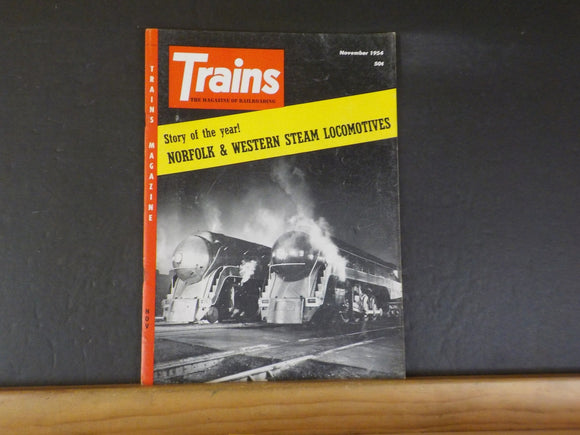 Trains
THE MAGAZINE OF RAILROADING
November 1954
50¢
Story of the year!
NORFOLK & WESTERN STEAM LOCOMOTIVES
TRAINS MAGAZINE
NOV